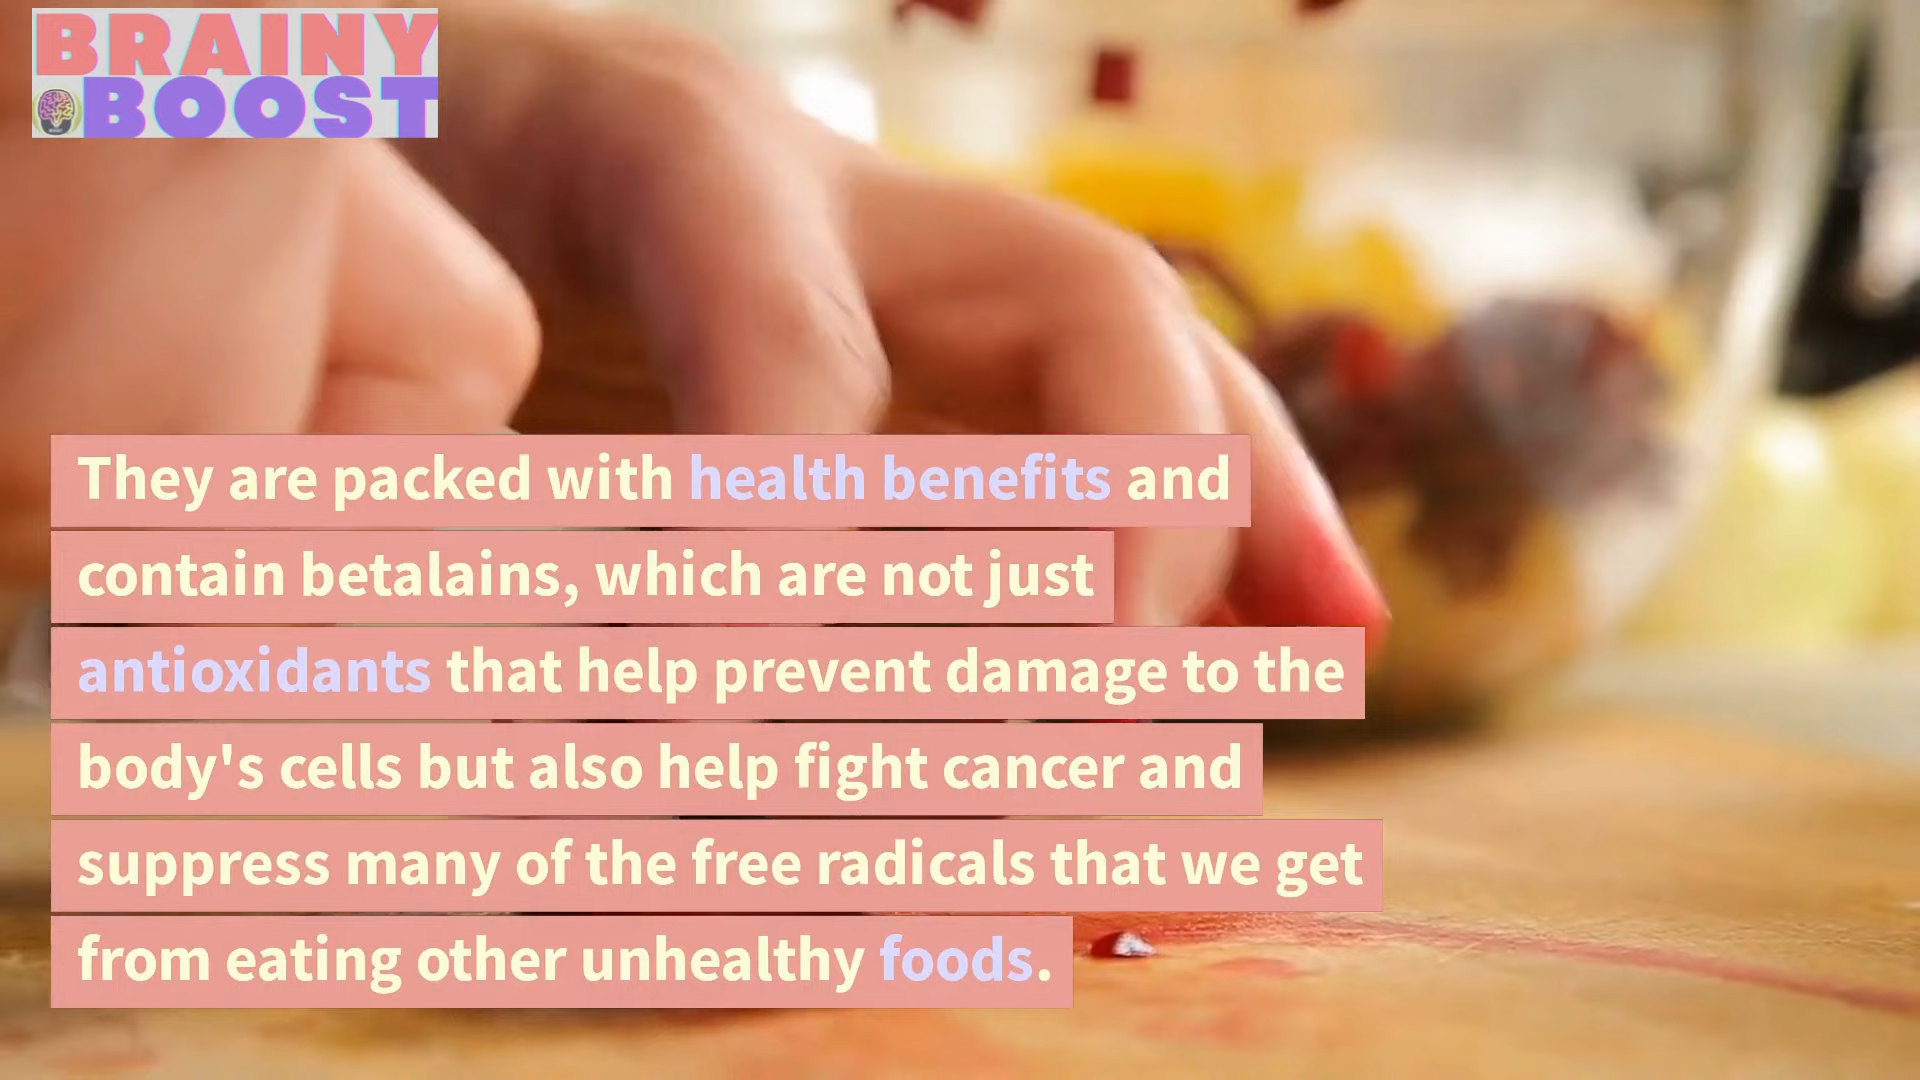 BRAINY
BOOST
They are packed with health benefits and
contain betalains, which are not just
antioxidants that help prevent damage to the
body's cells but also help fight cancer and
suppress many of the free radicals that we get
from eating other unhealthy foods.